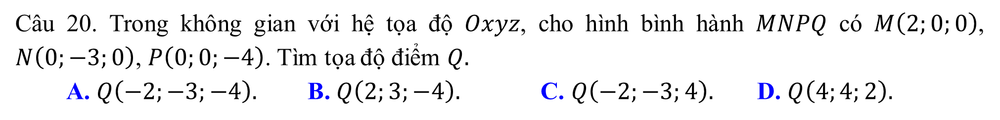 Câu 20. Trong không gian với hệ tọa độ Oxyz, cho hình bình hành MNPQ có M(2; 0; 0),
N(0; −3; 0), P(0; 0; −4). Tìm tọa độ điểm Q.
A. Q(−2; −3; −4). B. Q(2; 3; −4). C. Q(−2; −3; 4). D. Q(4; 4; 2).